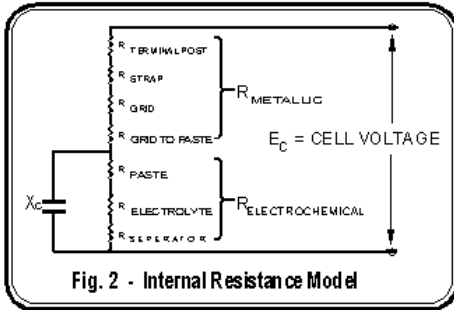 R TERMINAL POST
R STRAP
R METALLIC
R GRID
R GRID TO PASTE
E C = CELL VOLTAGE
R PASTE
X C
R ELECTROLYTE
R ELECTROCHEMICAL
R SEPERATOR
Fig. 2 - Internal Resistance Model